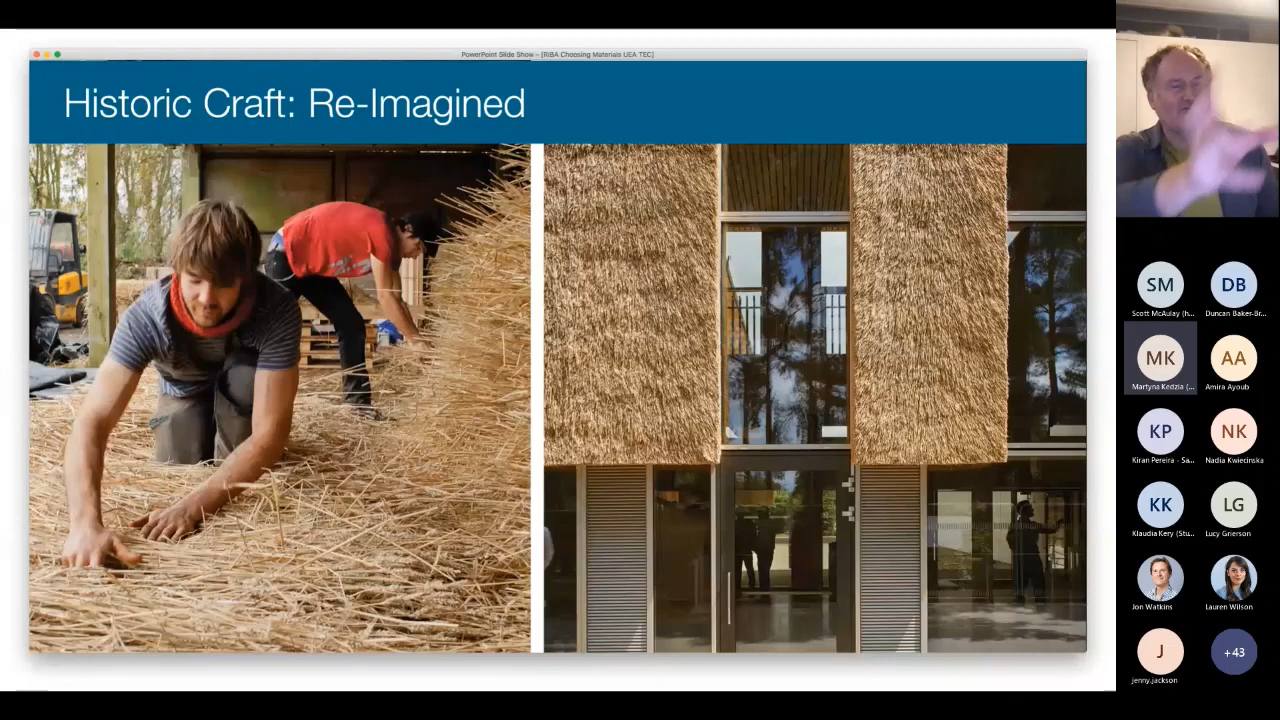 PowerPoint Slide Show – [RIBA Choosing Materials UEA TEC]
Historic Craft: Re-Imagined
SM
DB
Scott McAulay (h...
Duncan Baker-Br...
MK
AA
Martyna Kedzia (...
Amira Ayoub
KP
NK
Kiran Pereira - Sa...
Nadia Kwiecinska
KK
LG
Klaudia Kery (Stu...
Lucy Grierson
Jon Watkins
Lauren Wilson
J
+43
jenny.jackson